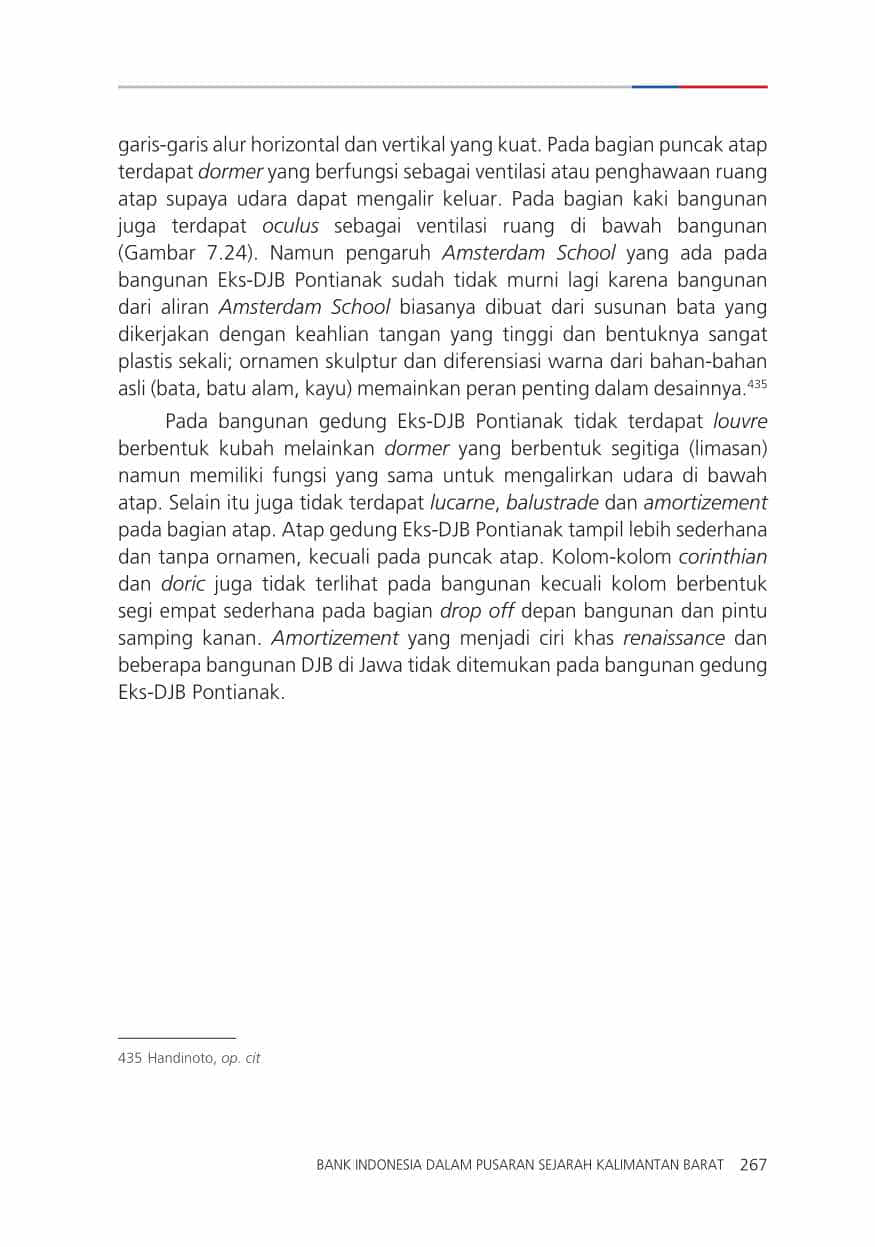 garis-garis alur horizontal dan vertikal yang kuat. Pada bagian puncak atap
terdapat dormer yang berfungsi sebagai ventilasi atau penghawaan ruang
atap supaya udara dapat mengalir keluar. Pada bagian kaki bangunan
juga terdapat oculus sebagai ventilasi ruang di bawah bangunan
(Gambar 7.24). Namun pengaruh Amsterdam School yang ada pada
bangunan Eks-DJB Pontianak sudah tidak murni lagi karena bangunan
dari aliran Amsterdam School biasanya dibuat dari susunan bata yang
dikerjakan dengan keahlian tangan yang tinggi dan bentuknya sangat
plastis sekali; ornamen skulptur dan diferensiasi warna dari bahan-bahan
asli (bata, batu alam, kayu) memainkan peran penting dalam desainnya.435
Pada bangunan gedung Eks-DJB Pontianak tidak terdapat louvre
berbentuk kubah melainkan dormer yang berbentuk segitiga (limasan)
namun memiliki fungsi yang sama untuk mengalirkan udara di bawah
atap. Selain itu juga tidak terdapat lucarne, balustrade dan amortizement
pada bagian atap. Atap gedung Eks-DJB Pontianak tampil lebih sederhana
dan tanpa ornamen, kecuali pada puncak atap. Kolom-kolom corinthian
dan doric juga tidak terlihat pada bangunan kecuali kolom berbentuk
segi empat sederhana pada bagian drop off depan bangunan dan pintu
samping kanan. Amortizement yang menjadi ciri khas renaissance dan
beberapa bangunan DJB di Jawa tidak ditemukan pada bangunan gedung
Eks-DJB Pontianak.
435 Handinoto, op. cit
BANK INDONESIA DALAM PUSARAN SEJARAH KALIMANTAN BARAT 267